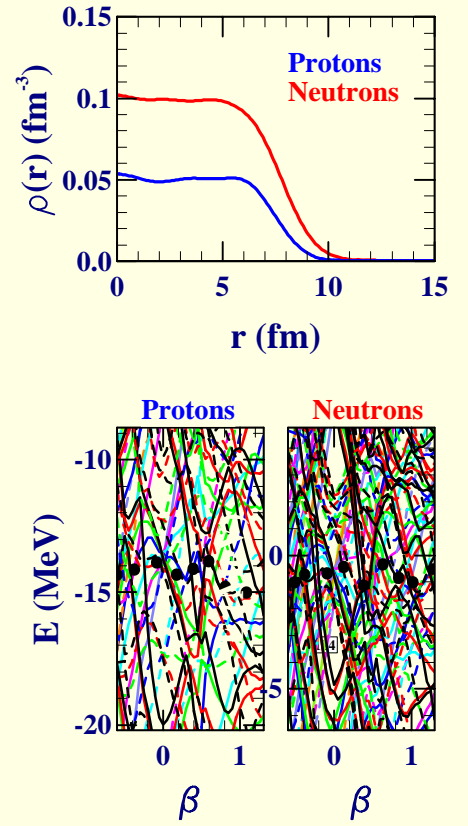 0.15
0.1
0.05
0.0
ρ(r) (fm-3)
Protons
Neutrons
0 5 10 15
r (fm)
Protons Neutrons
-10
-15
-20
E (MeV)
0
-5
0 1 0 1
β β